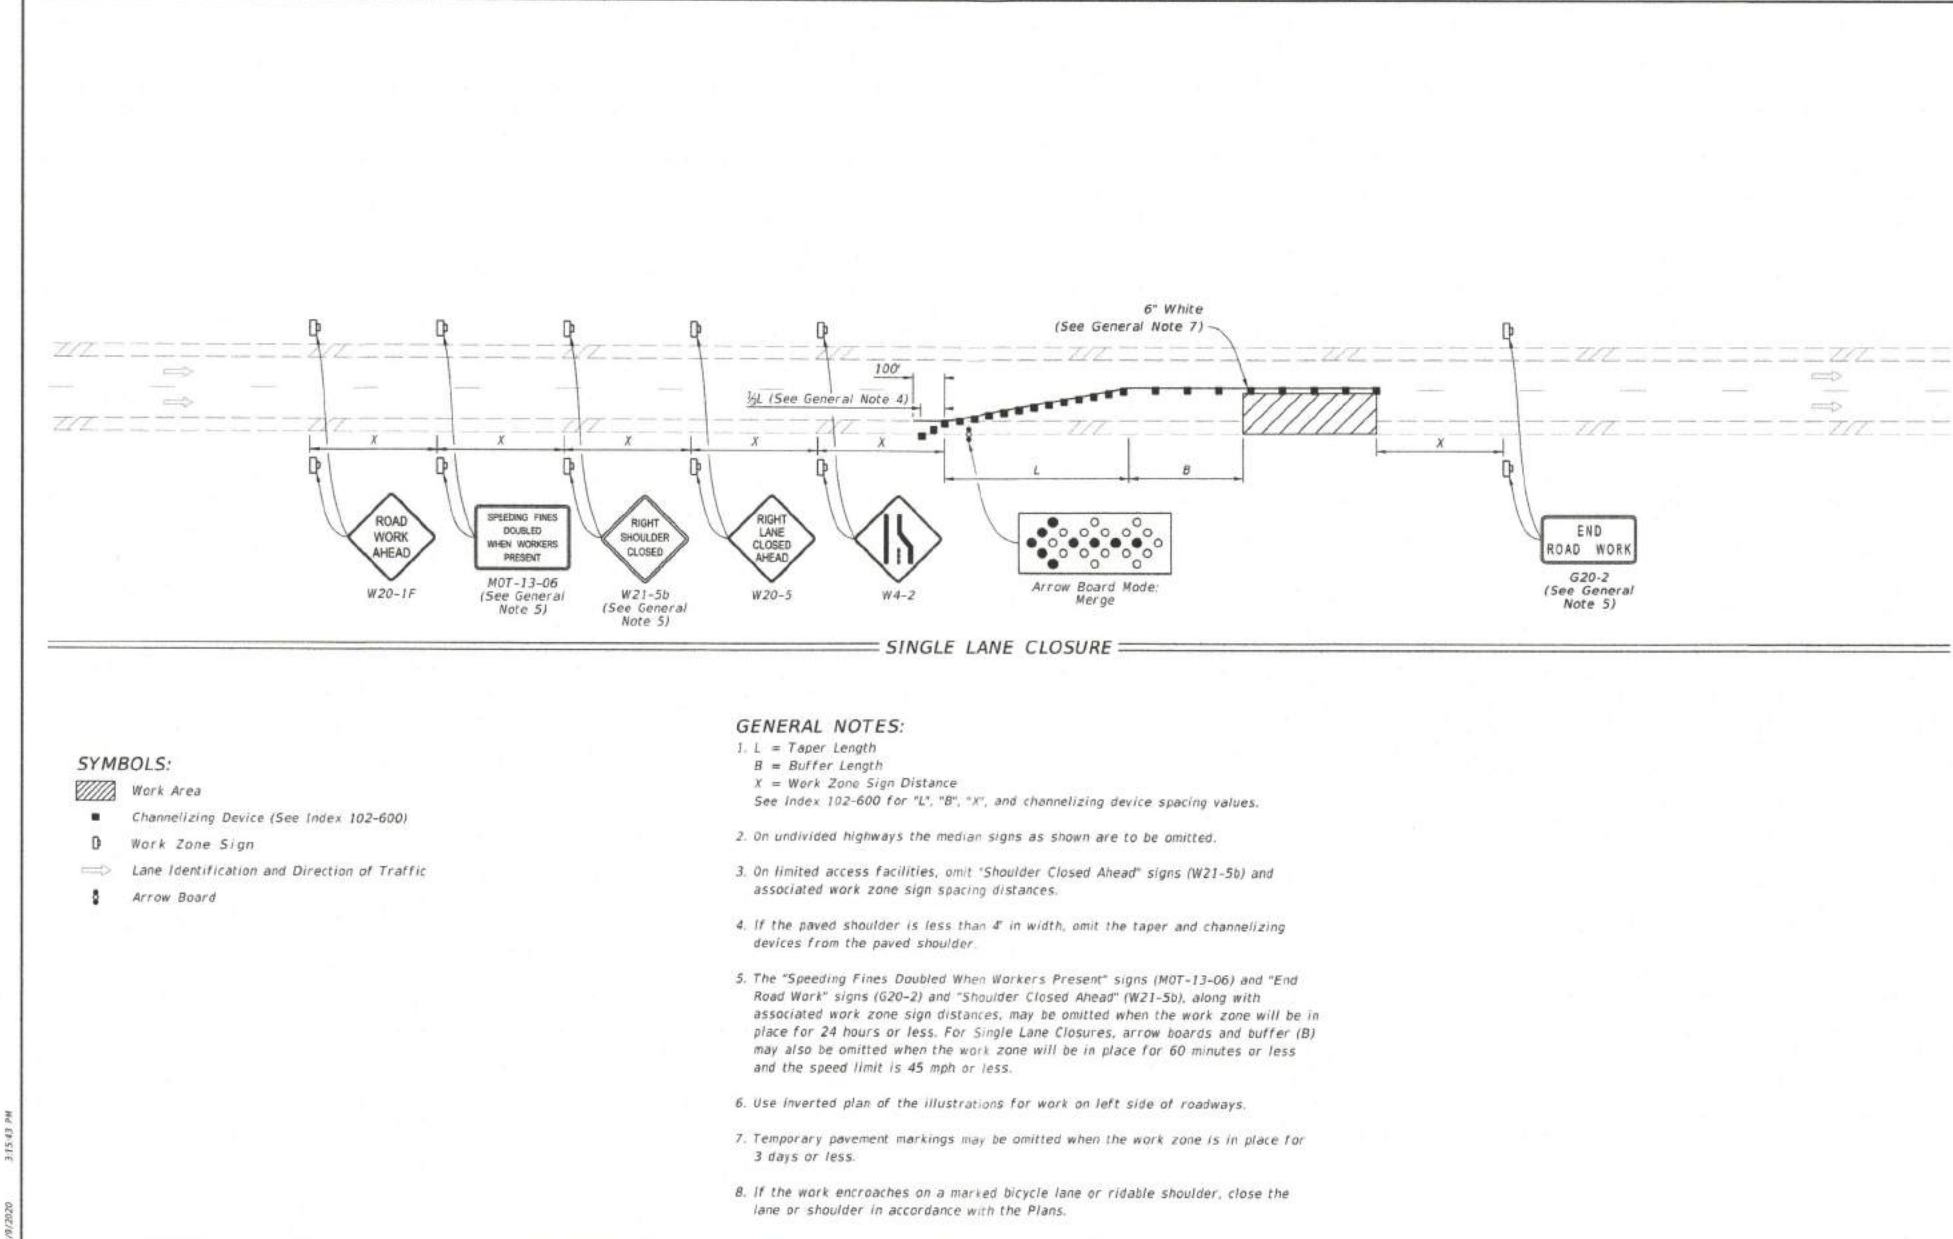 6" White
(See General Note 7)
100'
½L (See General Note 4)
X
X
X
X
X
X
L
B
ROAD
WORK
AHEAD
W20-1F
SPEEDING FINES
DOUBLED
WHEN WORKERS
PRESENT
MOT-13-06
(See General
Note 5)
RIGHT
SHOULDER
CLOSED
W21-5b
(See General
Note 5)
RIGHT
LANE
CLOSED
AHEAD
W20-5
W4-2
Arrow Board Mode:
Merge
END
ROAD WORK
G20-2
(See General
Note 5)
SINGLE LANE CLOSURE
SYMBOLS:
Work Area
Channelizing Device (See Index 102-600)
Work Zone Sign
Lane Identification and Direction of Traffic
Arrow Board
GENERAL NOTES:
1. L = Taper Length
B = Buffer Length
X = Work Zone Sign Distance
See Index 102-600 for "L", "B", "X", and channelizing device spacing values.
2. On undivided highways the median signs as shown are to be omitted.
3. On limited access facilities, omit "Shoulder Closed Ahead" signs (W21-5b) and
associated work zone sign spacing distances.
4. If the paved shoulder is less than 4' in width, omit the taper and channelizing
devices from the paved shoulder.
5. The "Speeding Fines Doubled When Workers Present" signs (MOT-13-06) and "End
Road Work" signs (G20-2) and "Shoulder Closed Ahead" (W21-5b), along with
associated work zone sign distances, may be omitted when the work zone will be in
place for 24 hours or less. For Single Lane Closures, arrow boards and buffer (B)
may also be omitted when the work zone will be in place for 60 minutes or less
and the speed limit is 45 mph or less.
6. Use inverted plan of the illustrations for work on left side of roadways.
7. Temporary pavement markings may be omitted when the work zone is in place for
3 days or less.
8. If the work encroaches on a marked bicycle lane or ridable shoulder, close the
lane or shoulder in accordance with the Plans.
/9/2020 3:15:43 PM